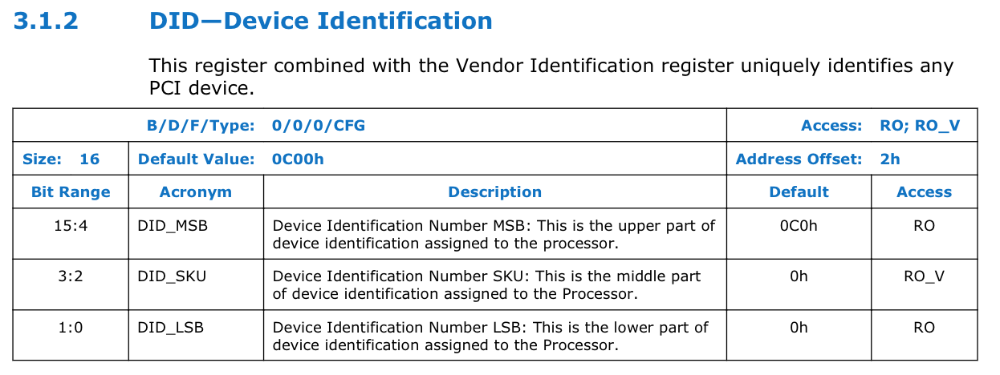 3.1.2 DID—Device Identification
This register combined with the Vendor Identification register uniquely identifies any
PCI device.
B/D/F/Type: 0/0/0/CFG Access: RO; RO_V
Size: 16 Default Value: 0C00h Address Offset: 2h
Bit Range Acronym Description Default Access
15:4 DID_MSB Device Identification Number MSB: This is the upper part of 0C0h RO
device identification assigned to the processor.
3:2 DID_SKU Device Identification Number SKU: This is the middle part 0h RO_V
of device identification assigned to the Processor.
1:0 DID_LSB Device Identification Number LSB: This is the lower part of 0h RO
device identification assigned to the Processor.